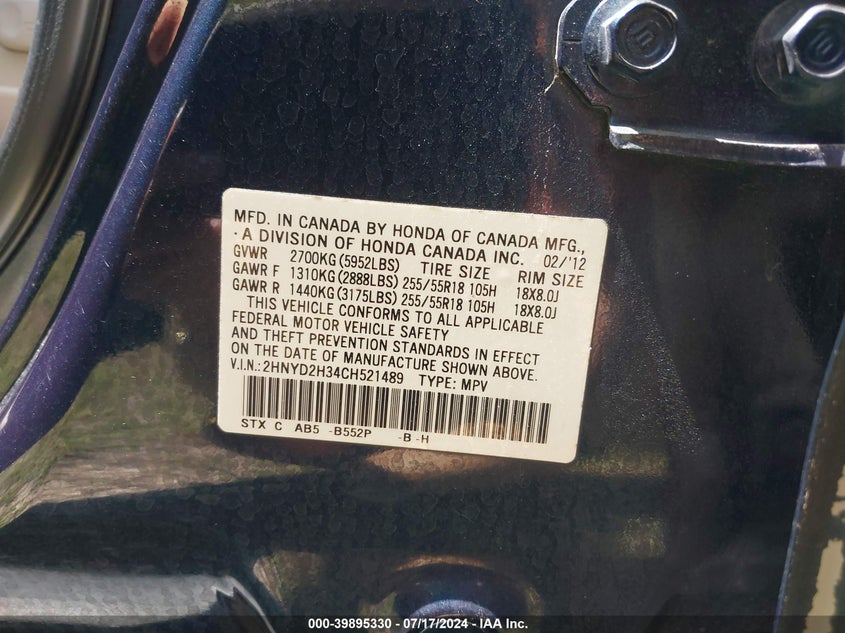 MFD. IN CANADA BY HONDA OF CANADA MFG.,
· A DIVISION OF HONDA CANADA INC. 02/'12
GVWR 2700KG(5952LBS) TIRE SIZE RIM SIZE
GAWR F 1310KG(2888LBS) 255/55R18 105H 18X8.0J
GAWR R 1440KG(3175LBS) 255/55R18 105H 18X8.0J
THIS VEHICLE CONFORMS TO ALL APPLICABLE
FEDERAL MOTOR VEHICLE SAFETY
AND THEFT PREVENTION STANDARDS IN EFFECT
ON THE DATE OF MANUFACTURE SHOWN ABOVE.
V.I.N.:2HNYD2H34CH521489 TYPE: MPV
STX C AB5 -B552P -B -H
000-39895330 - 07/17/2024 - IAA Inc.